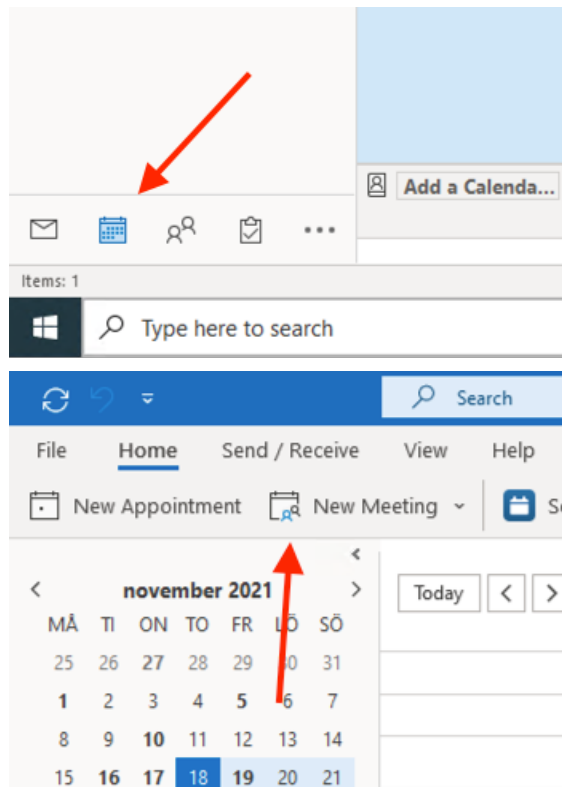 Add a Calenda...
Items: 1
Type here to search
Search
File Home Send / Receive View Help
New Appointment New Meeting
november 2021
Today
MÅ TI ON TO FR LÖ SÖ
25 26 27 28 29 30 31
1 2 3 4 5 6 7
8 9 10 11 12 13 14
15 16 17 18 19 20 21